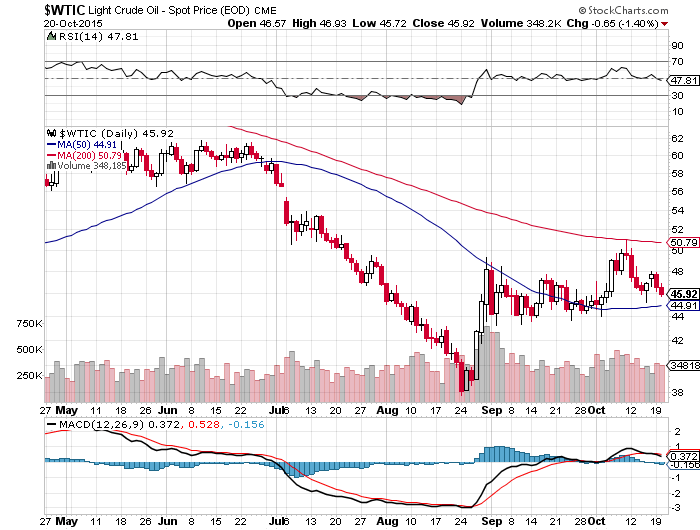 $WTIC Light Crude Oil - Spot Price (EOD) CME © StockCharts.com
20-Oct-2015 Open 46.57 High 46.93 Low 45.72 Close 45.92 Volume 348.2K Chg -0.65 (-1.40%)
RSI(14) 47.81
90
70
47.81
30
10
$WTIC (Daily) 45.92
MA(50) 44.91
MA(200) 50.79
Volume 348,185
62
60
58
56
54
52
50.79
50
48
45.92
44.91
44
42
38
34818
750K
500K
250K
27 May 11 18 26 Jun 8 15 22 Jul 6 13 20 27 Aug 10 17 24 Sep 8 14 21 28 Oct 12 19
MACD(12,26,9) 0.372, 0.528, -0.156
2
1
0.372
-0.156
-1
-2
-3
27 May 11 18 26 Jun 8 15 22 Jul 6 13 20 27 Aug 10 17 24 Sep 8 14 21 28 Oct 12 19